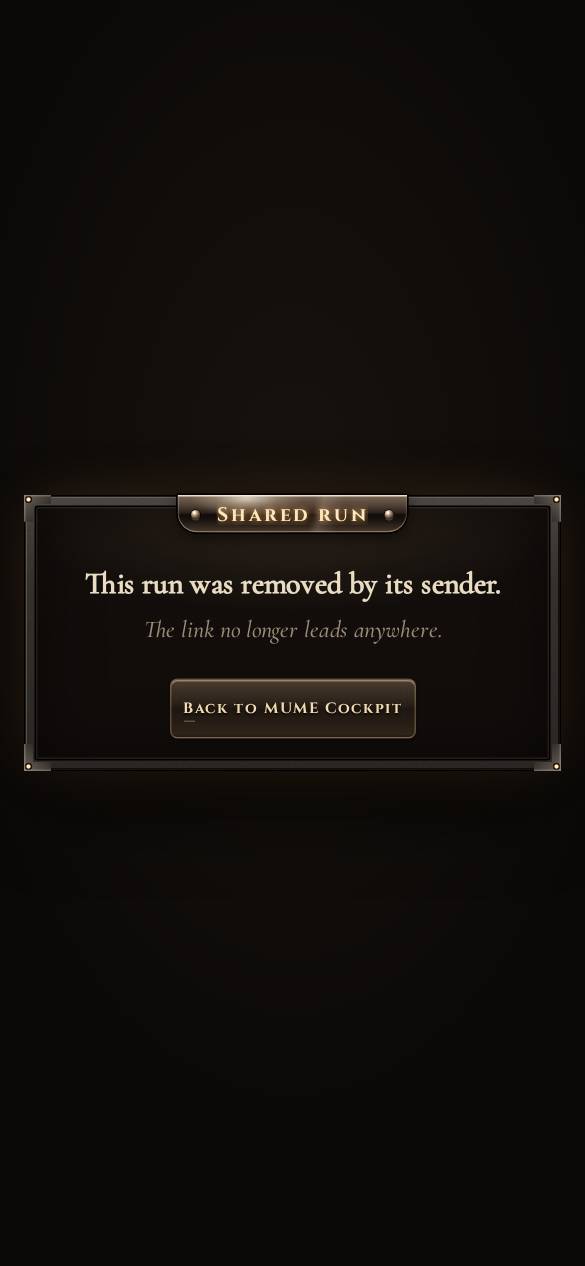 Shared run
This run was removed by its sender.
The link no longer leads anywhere.
Back to MUME Cockpit